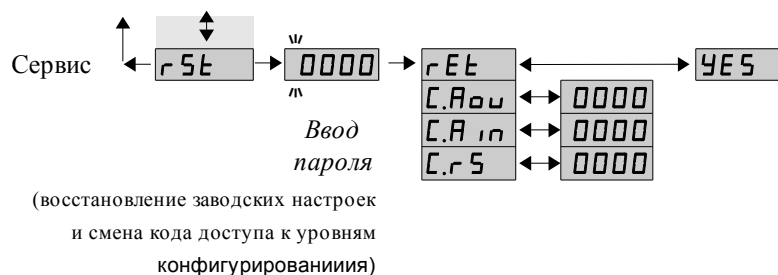 Сервис rSt 0000 rEt YES
C.Aou 0000
C.A in 0000
C.rS 0000
Ввод
пароля
(восстановление заводских настроек
и смена кода доступа к уровням
конфигурированииия)